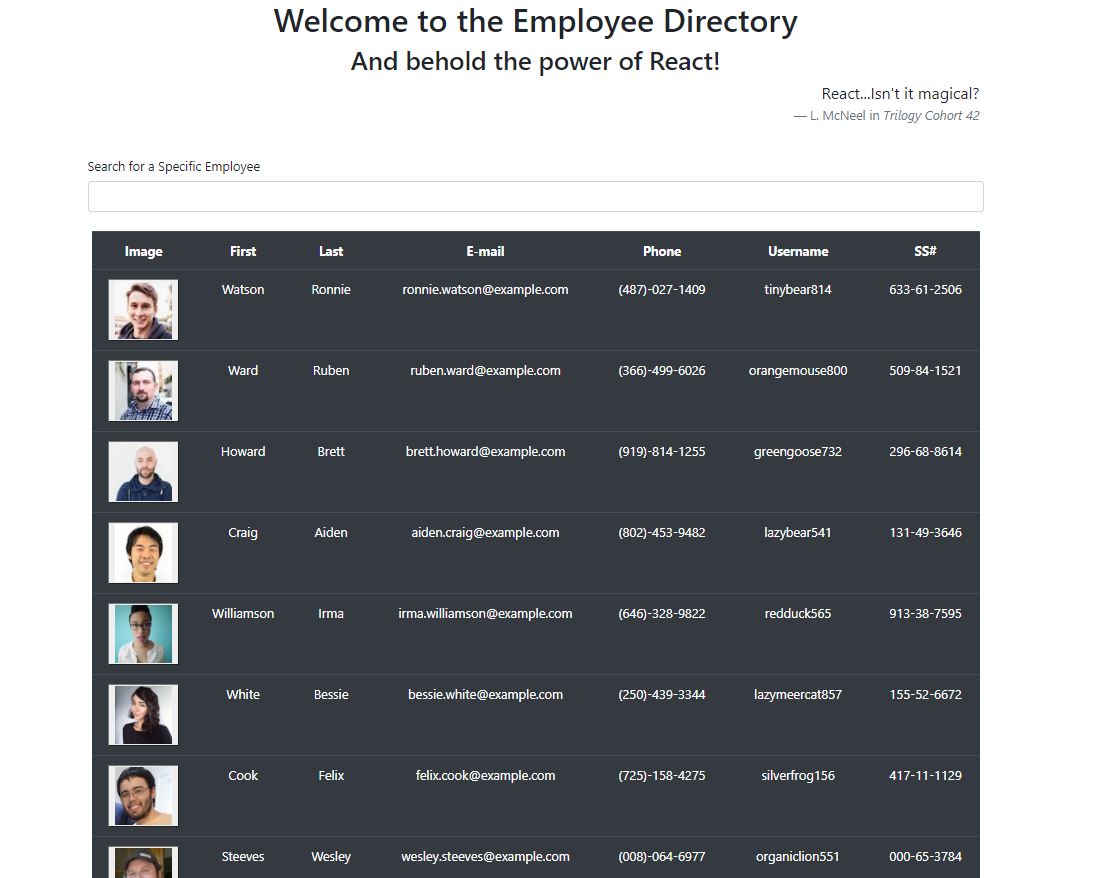 Welcome to the Employee Directory
And behold the power of React!
React...Isn't it magical?
— L. McNeel in Trilogy Cohort 42
Search for a Specific Employee
Image First Last E-mail Phone Username SS#
Watson Ronnie ronnie.watson@example.com (487)-027-1409 tinybear814 633-61-2506
Ward Ruben ruben.ward@example.com (366)-499-6026 orangemouse800 509-84-1521
Howard Brett brett.howard@example.com (919)-814-1255 greengoose732 296-68-8614
Craig Aiden aiden.craig@example.com (802)-453-9482 lazybear541 131-49-3646
Williamson Irma irma.williamson@example.com (646)-328-9822 redduck565 913-38-7595
White Bessie bessie.white@example.com (250)-439-3344 lazymeercat857 155-52-6672
Cook Felix felix.cook@example.com (725)-158-4275 silverfrog156 417-11-1129
Steeves Wesley wesley.steeves@example.com (008)-064-6977 organiclion551 000-65-3784